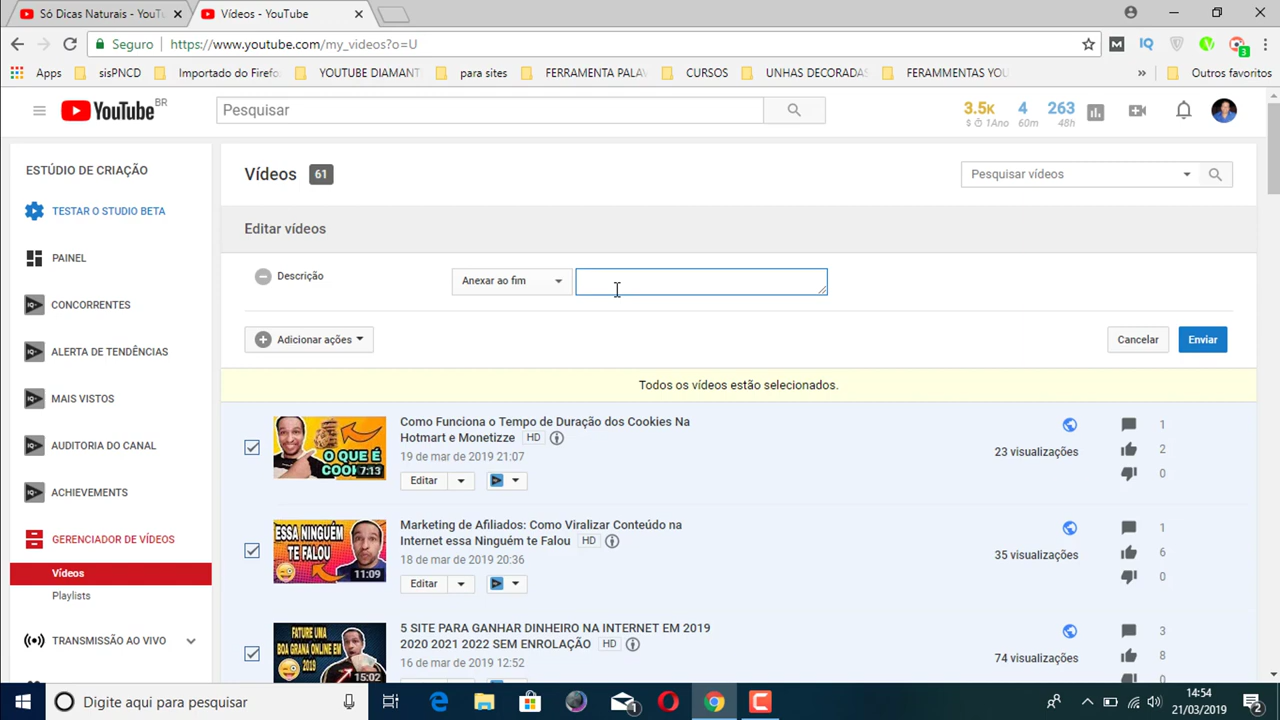 Só Dicas Naturais - YouTu
Vídeos - YouTube
Seguro
https://www.youtube.com/my_videos?o=U
3
Apps
sisPNCD
Importado do Firefo
YOUTUBE DIAMANT
para sites
FERRAMENTA PALAV
CURSOS
UNHAS DECORADAS
FERAMMENTAS YOU
»
Outros favoritos
YouTube BR
Pesquisar
3.5K
$ 1Ano
4
60m
263
48h
ESTÚDIO DE CRIAÇÃO
TESTAR O STUDIO BETA
PAINEL
CONCORRENTES
ALERTA DE TENDÊNCIAS
MAIS VISTOS
AUDITORIA DO CANAL
ACHIEVEMENTS
GERENCIADOR DE VÍDEOS
Vídeos
Playlists
TRANSMISSÃO AO VIVO
Vídeos 61
Pesquisar vídeos
Editar vídeos
Descrição
Anexar ao fim
Adicionar ações
Cancelar
Enviar
Todos os vídeos estão selecionados.
O QUE É
COOK
7:13
Como Funciona o Tempo de Duração dos Cookies Na
Hotmart e Monetizze HD
19 de mar de 2019 21:07
Editar
23 visualizações
1
2
0
ESSA NINGUÉM
TE FALOU
11:09
Marketing de Afiliados: Como Viralizar Conteúdo na
Internet essa Ninguém te Falou HD
18 de mar de 2019 20:36
Editar
35 visualizações
1
6
0
FATURE UMA
BOA GRANA ONLINE EM
2019
15:02
5 SITE PARA GANHAR DINHEIRO NA INTERNET EM 2019
2020 2021 2022 SEM ENROLAÇÃO HD
16 de mar de 2019 12:52
74 visualizações
3
8
Digite aqui para pesquisar
1
14:54
21/03/2019
2